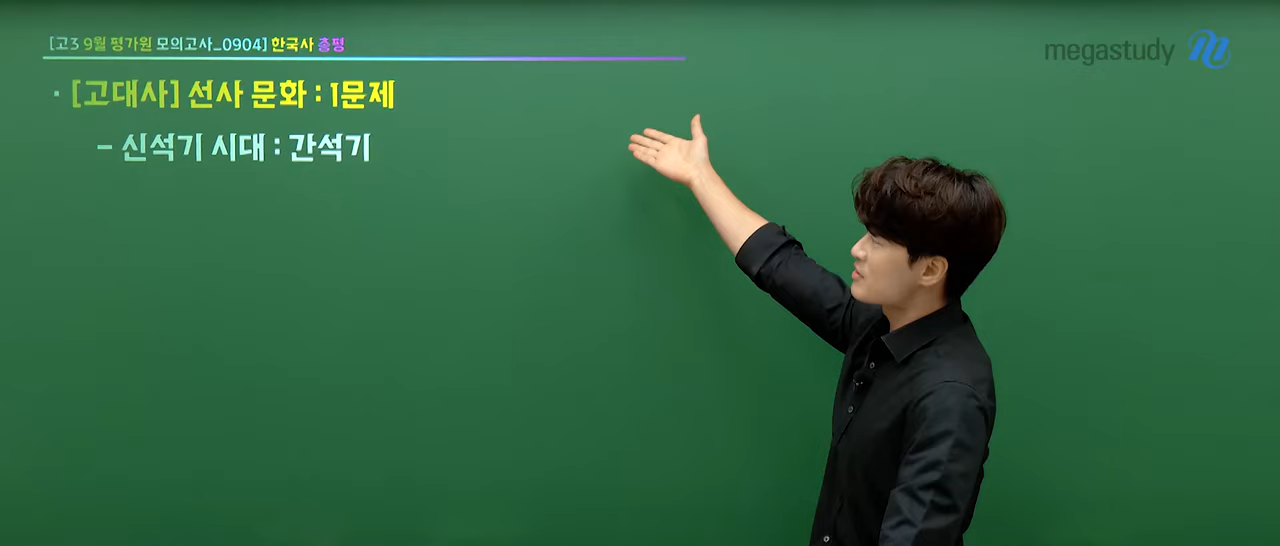 [고3 9월 평가원 모의고사_0904] 한국사 총평
megastudy
· [고대사] 선사 문화 : 1문제
- 신석기 시대 : 간석기